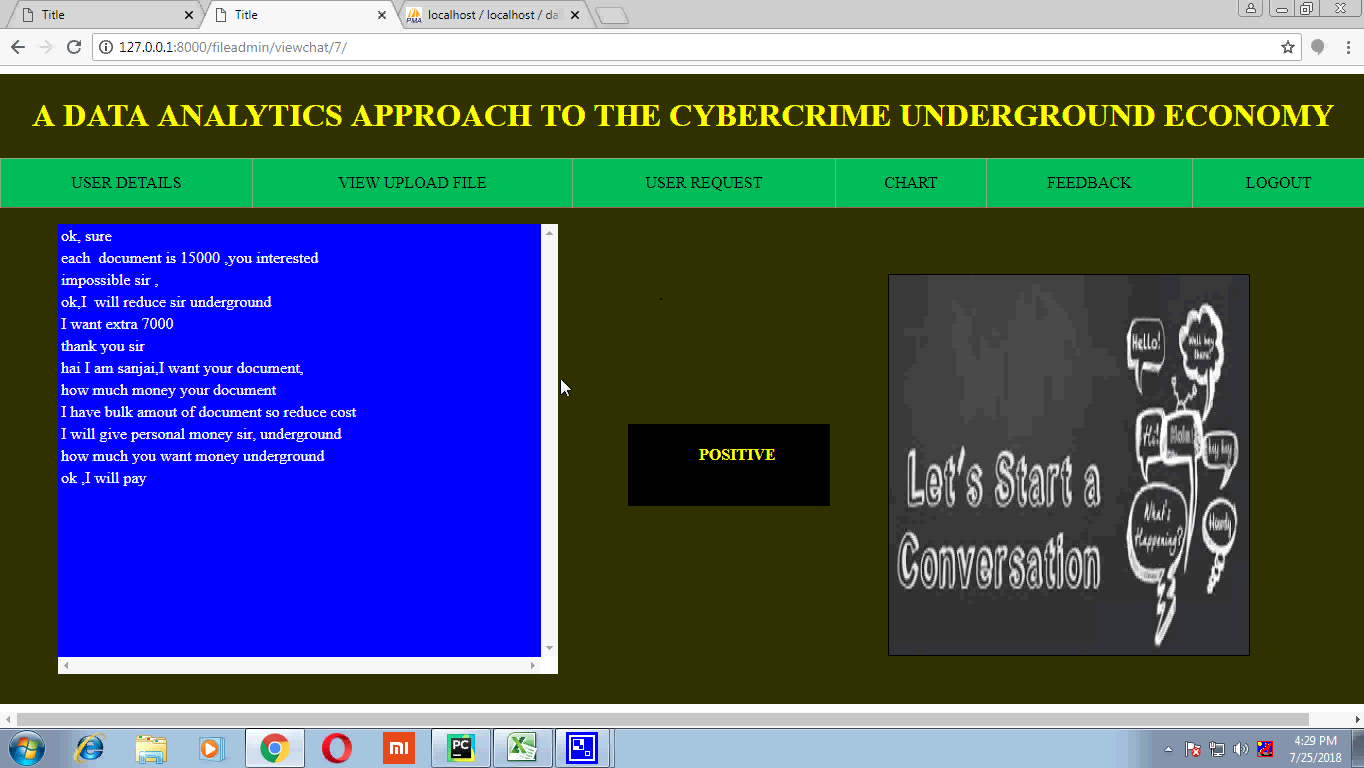 Title
Title
localhost / localhost / da
127.0.0.1:8000/fileadmin/viewchat/7/
A DATA ANALYTICS APPROACH TO THE CYBERCRIME UNDERGROUND ECONOMY
USER DETAILS
VIEW UPLOAD FILE
USER REQUEST
CHART
FEEDBACK
LOGOUT
ok, sure
each  document is 15000 ,you interested
impossible sir ,
ok,I  will reduce sir underground
I want extra 7000
thank you sir
hai I am sanjai,I want your document,
how much money your document
I have bulk amout of document so reduce cost
I will give personal money sir, underground
how much you want money underground
ok ,I will pay
POSITIVE
Hello!
Well hey there!
Hi!
Hola!
hey hey
Let's Start a
Conversation
What's
Happening?
Howdy
PMA
mi
PC
4:29 PM
7/25/2018